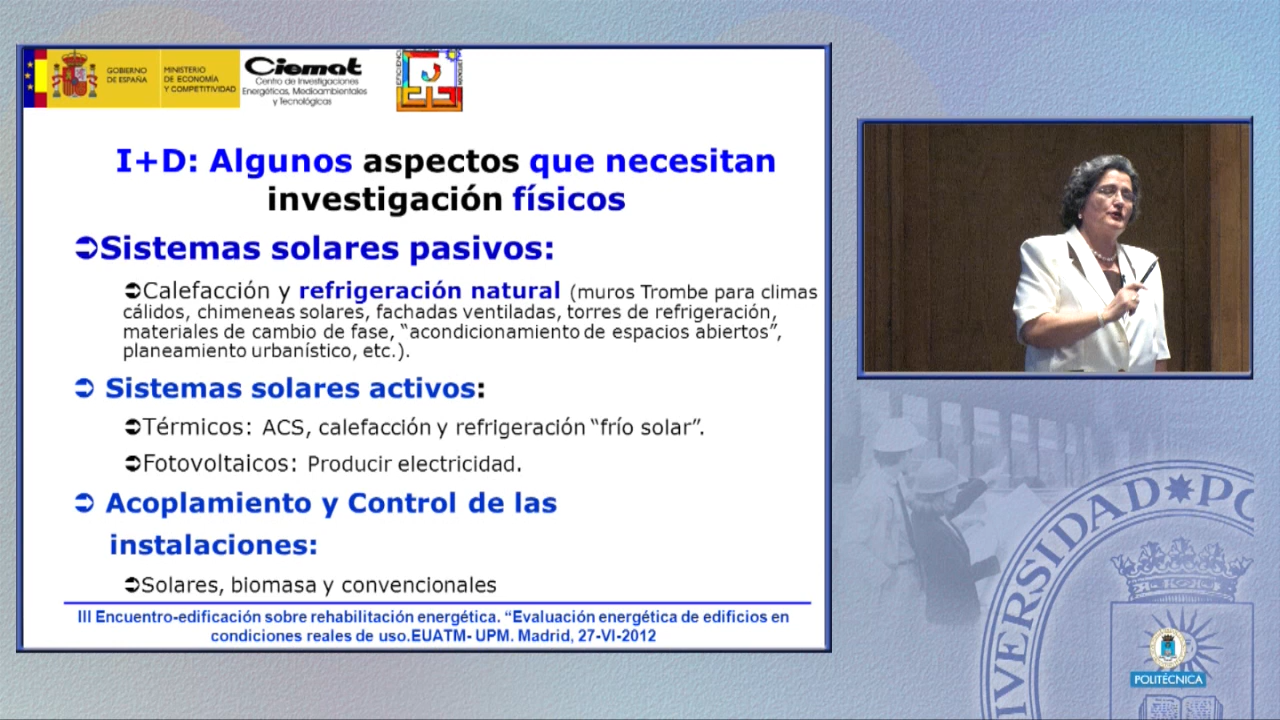 GOBIERNO
DE ESPAÑA
MINISTERIO
DE ECONOMÍA
Y COMPETITIVIDAD
Ciemat
Centro de Investigaciones
Energéticas, Medioambientales
y Tecnológicas
I+D: Algunos aspectos que necesitan
investigación físicos
➲Sistemas solares pasivos:
➲Calefacción y refrigeración natural (muros Trombe para climas
cálidos, chimeneas solares, fachadas ventiladas, torres de refrigeración,
materiales de cambio de fase, “acondicionamiento de espacios abiertos”,
planeamiento urbanístico, etc.).
➲ Sistemas solares activos:
➲Térmicos: ACS, calefacción y refrigeración “frío solar”.
➲Fotovoltaicos: Producir electricidad.
➲ Acoplamiento y Control de las
instalaciones:
➲Solares, biomasa y convencionales
III Encuentro-edificación sobre rehabilitación energética. “Evaluación energética de edificios en
condiciones reales de uso.EUATM- UPM. Madrid, 27-VI-2012
IVERSIDAD PO
POLITÉCNICA